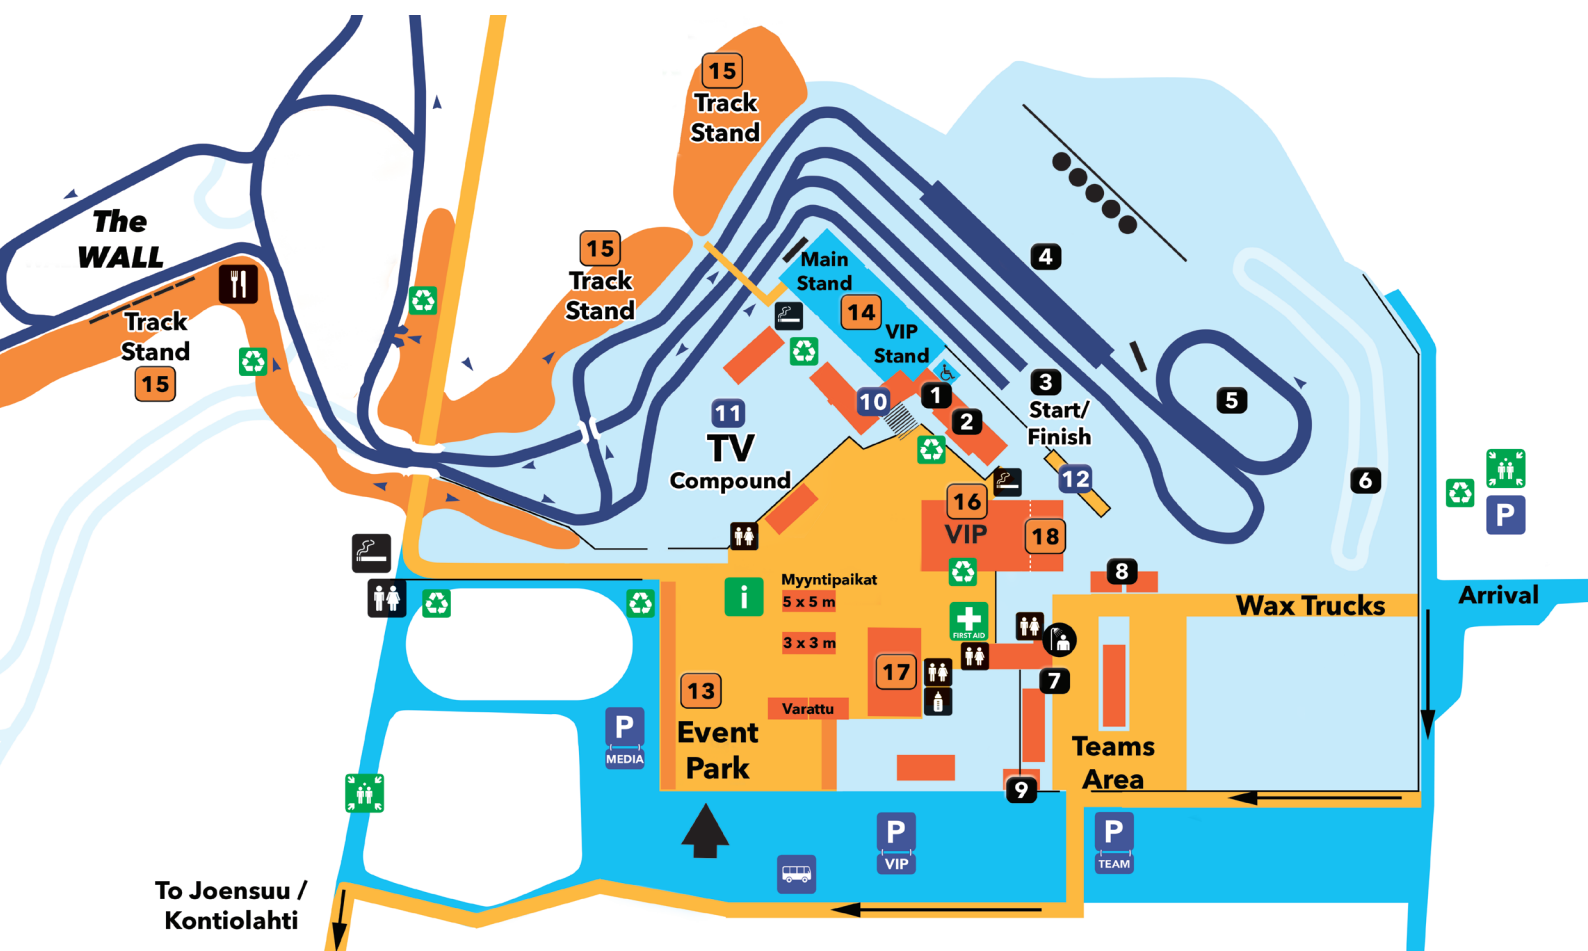 15
Track
Stand
The
WALL
15
Track
Stand
Track
Stand
15
Main
Stand
14
VIP
Stand
4
3
Start/
Finish
5
6
P
1
2
10
11
TV
Compound
12
16
VIP
18
8
Wax Trucks
Arrival
i
Myyntipaikat
5 x 5 m
3 x 3 m
FIRST AID
17
7
13
Varattu
Event
Park
P
MEDIA
Teams
Area
9
P
VIP
P
TEAM
To Joensuu /
Kontiolahti